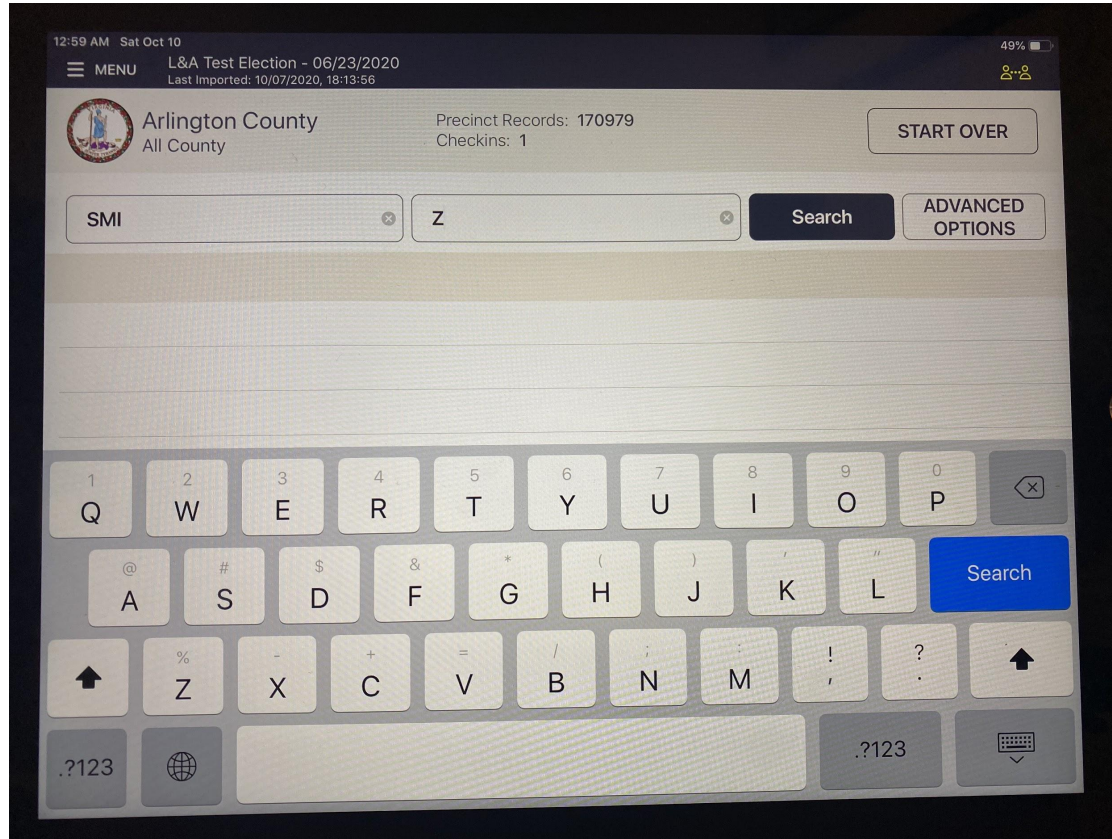 12:59 AM Sat Oct 10
49%
MENU
L&A Test Election - 06/23/2020
Last Imported: 10/07/2020, 18:13:56
Arlington County
All County
Precinct Records: 170979
Checkins: 1
START OVER
SMI
Z
Search
ADVANCED
OPTIONS
1 2 3 4 5 6 7 8 9 0
Q W E R T Y U I O P
@ # $ & * ( ) ' "
A S D F G H J K L
Search
% - + = / ; : ! ?
Z X C V B N M , .
.?123
.?123